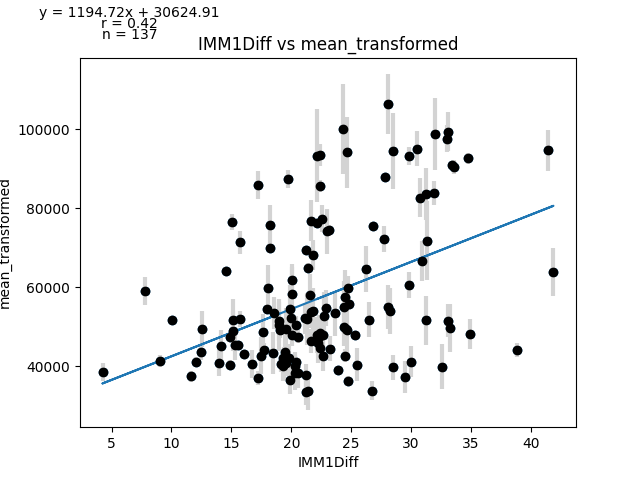 y = 1194.72x + 30624.91
r = 0.42
n = 137
IMM1Diff vs mean_transformed
100000
80000
60000
40000
mean_transformed
5 10 15 20 25 30 35 40
IMM1Diff